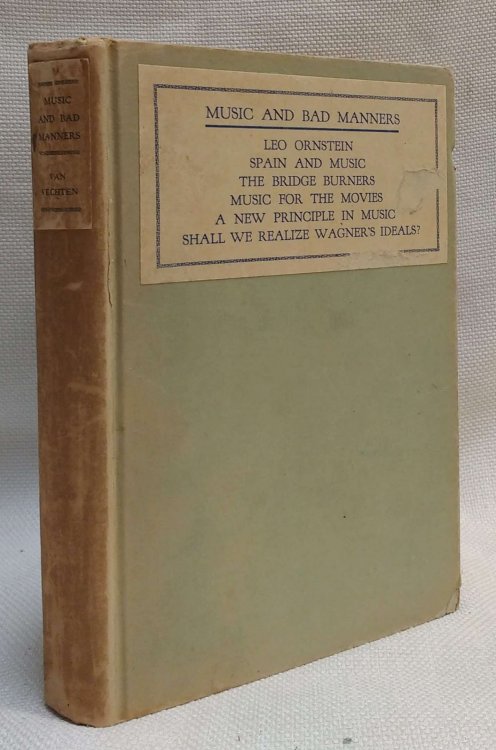 MUSIC
AND BAD
MANNERS
VAN
VECHTEN
MUSIC AND BAD MANNERS
LEO ORNSTEIN
SPAIN AND MUSIC
THE BRIDGE BURNERS
MUSIC FOR THE MOVIES
A NEW PRINCIPLE IN MUSIC
SHALL WE REALIZE WAGNER'S IDEALS?